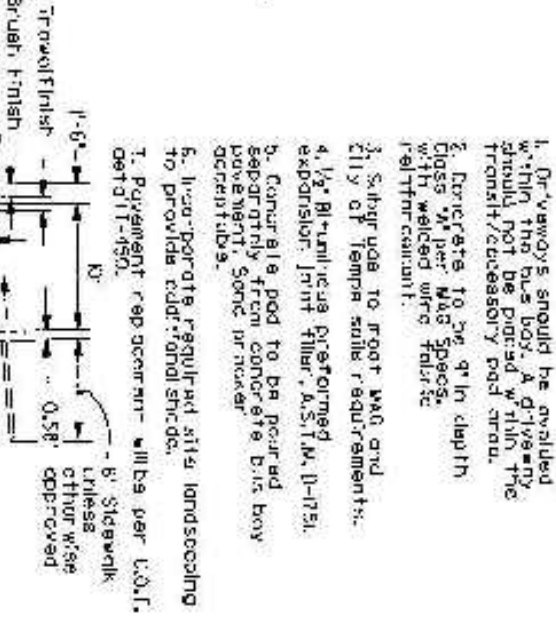 1. Driveways should be avoided
within the bus bay. A driveway
should not be placed within the
transit/accessory pad area.
2. Concrete to be 9" in depth
Class "A" per MAG Specs.
with welded wire fabric
reinforcement.
3. Subgrade to meet MAG and
City of Tempe soils requirements.
4. ½" Bituminous preformed
expansion joint filler, A.S.T.M. D-1751.
5. Concrete pad to be poured
separately from concrete bus bay
pavement. Sand
acceptable.
6. Incorporate required site landscaping
to provide additional shade.
7. Pavement replacement will be per C.O.T.
detail T-450.
1'-6"
10'
0.58'
6' Sidewalk
unless
otherwise
approved
Trowel Finish
Brush Finish